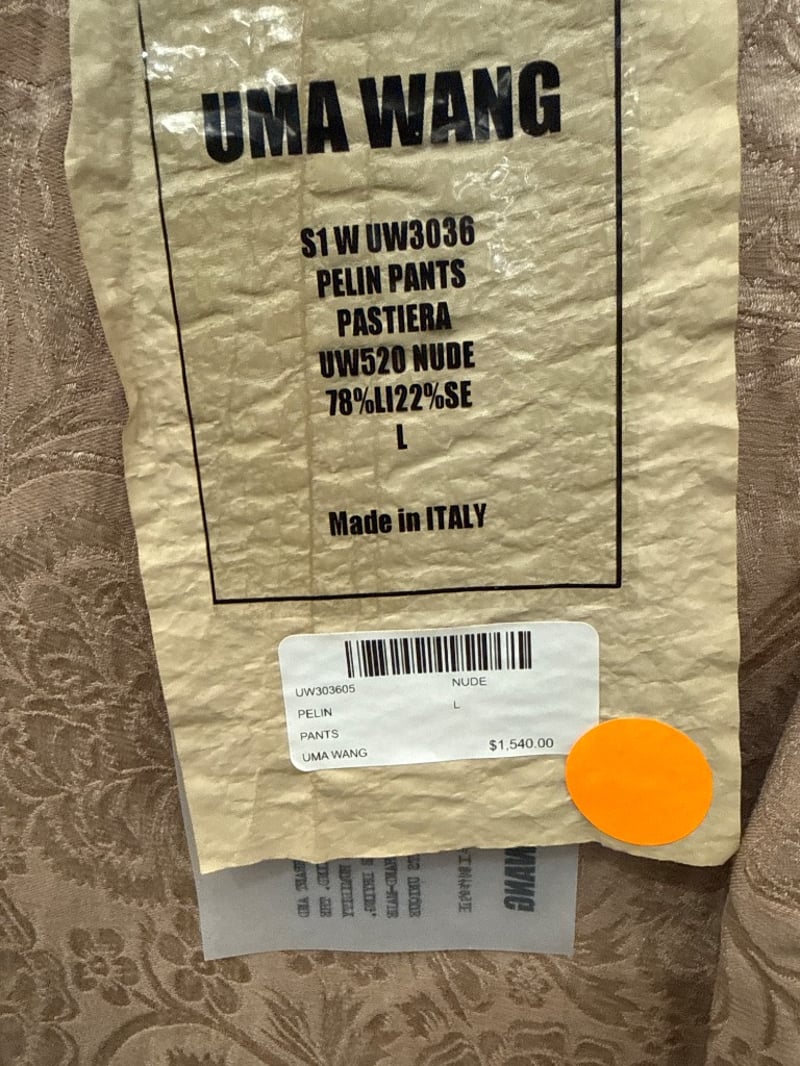 UMA WANG
S1 W UW3036
PELIN PANTS
PASTIERA
UW520 NUDE
78%LI22%SE
L
Made in ITALY
UW303605 NUDE
PELIN L
PANTS
UMA WANG $1,540.00
WANG